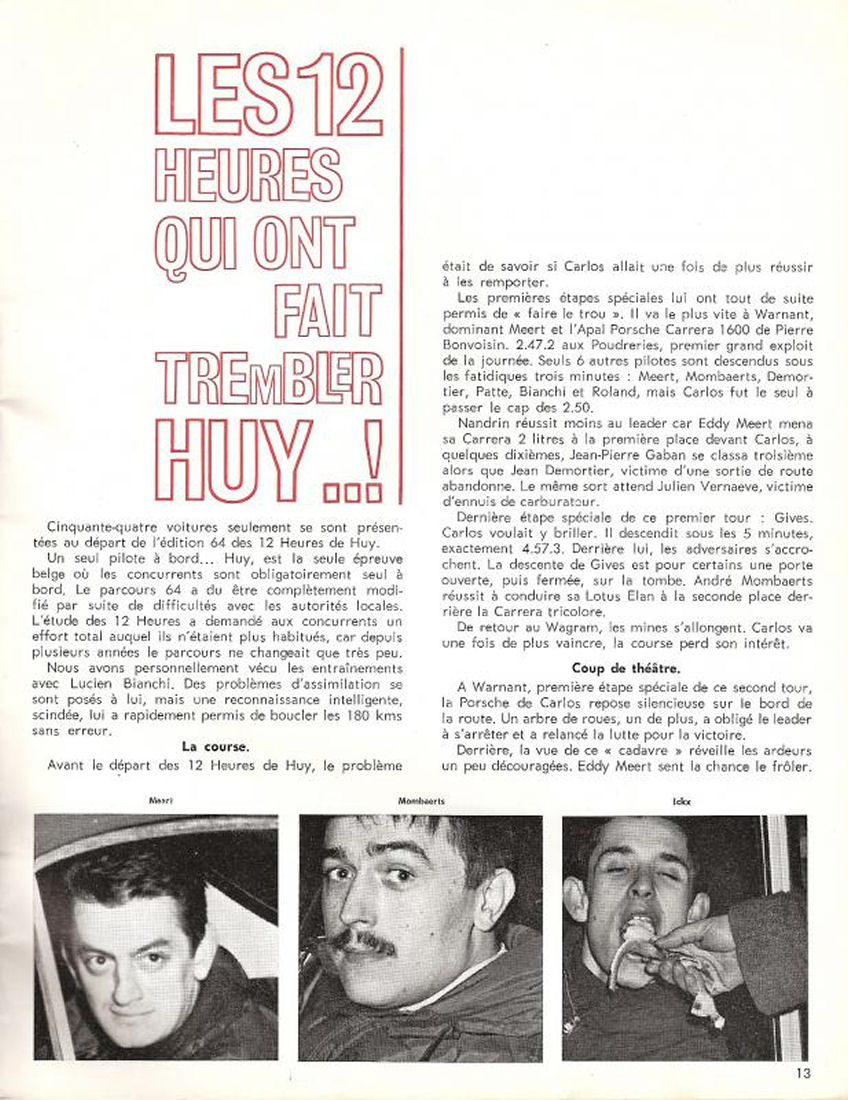 LES 12
HEURES
QUI ONT
FAIT
TREMBLER
HUY..!
Cinquante-quatre voitures seulement se sont présen-
tées au départ de l'édition 64 des 12 Heures de Huy.
Un seul pilote à bord... Huy, est la seule épreuve
belge où les concurrents sont obligatoirement seul à
bord. Le parcours 64 a du être complètement modi-
fié par suite de difficultés avec les autorités locales.
L'étude des 12 Heures a demandé aux concurrents un
effort total auquel ils n'étaient plus habitués, car depuis
plusieurs années le parcours ne changeait que très peu.
Nous avons personnellement vécu les entraînements
avec Lucien Bianchi. Des problèmes d'assimilation se
sont posés à lui, mais une reconnaissance intelligente,
scindée, lui a rapidement permis de boucler les 180 kms
sans erreur.
La course.
Avant le départ des 12 Heures de Huy, le problème
était de savoir si Carlos allait une fois de plus réussir
à les remporter.
Les premières étapes spéciales lui ont tout de suite
permis de « faire le trou ». Il va le plus vite à Warnant,
dominant Meert et l'Apal Porsche Carrera 1600 de Pierre
Bonvoisin. 2.47.2 aux Poudreries, premier grand exploit
de la journée. Seuls 6 autres pilotes sont descendus sous
les fatidiques trois minutes : Meert, Mombaerts, Demor-
tier, Patte, Bianchi et Roland, mais Carlos fut le seul à
passer le cap des 2.50.
Nandrin réussit moins au leader car Eddy Meert mena
sa Carrera 2 litres à la première place devant Carlos, à
quelques dixièmes, Jean-Pierre Gaban se classa troisième
alors que Jean Demortier, victime d'une sortie de route
abandonne. Le même sort attend Julien Vernaeve, victime
d'ennuis de carburateur.
Dernière étape spéciale de ce premier tour : Gives.
Carlos voulait y briller. Il descendit sous les 5 minutes,
exactement 4.57.3. Derrière lui, les adversaires s'accro-
chent. La descente de Gives est pour certains une porte
ouverte, puis fermée, sur la tombe. André Mombaerts
réussit à conduire sa Lotus Elan à la seconde place der-
rière la Carrera tricolore.
De retour au Wagram, les mines s'allongent. Carlos va
une fois de plus vaincre, la course perd son intérêt.
Coup de théâtre.
A Warnant, première étape spéciale de ce second tour,
la Porsche de Carlos repose silencieuse sur le bord de
la route. Un arbre de roues, un de plus, a obligé le leader
à s'arrêter et a relancé la lutte pour la victoire.
Derrière, la vue de ce « cadavre » réveille les ardeurs
un peu découragées. Eddy Meert sent la chance le frôler.
Meert
Mombaerts
Ickx
13